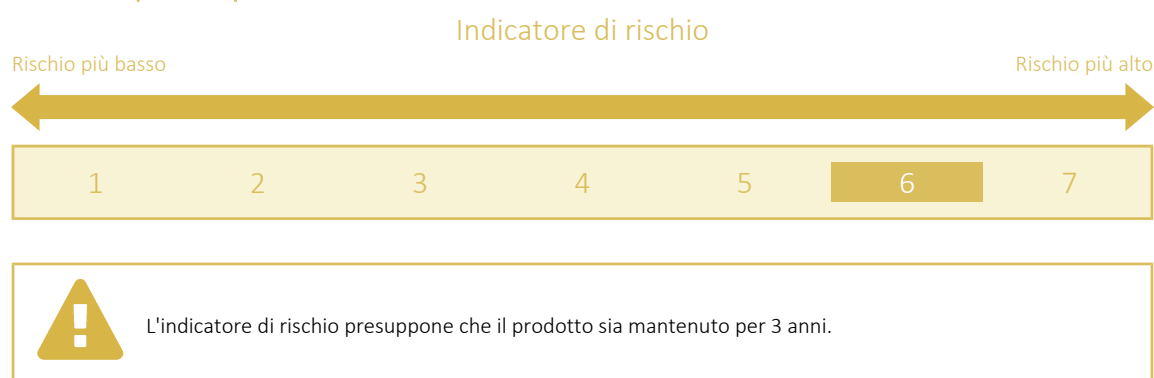 Indicatore di rischio
Rischio più basso
Rischio più alto
1 2 3 4 5 6 7
L'indicatore di rischio presuppone che il prodotto sia mantenuto per 3 anni.